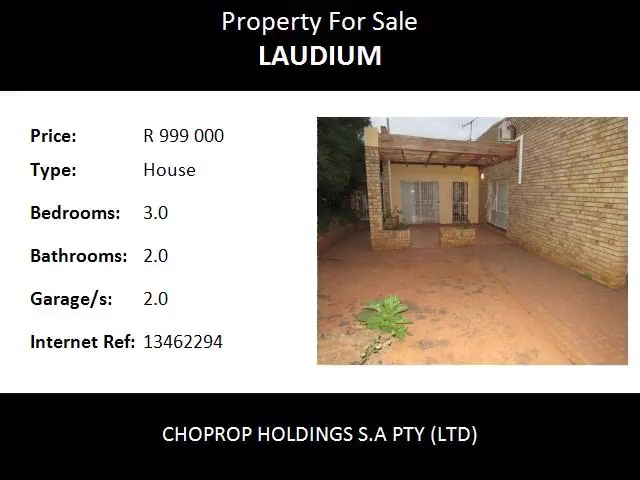 Property For Sale
LAUDIUM
Price: R 999 000
Type: House
Bedrooms: 3.0
Bathrooms: 2.0
Garage/s: 2.0
Internet Ref: 13462294
CHOPROP HOLDINGS S.A PTY (LTD)